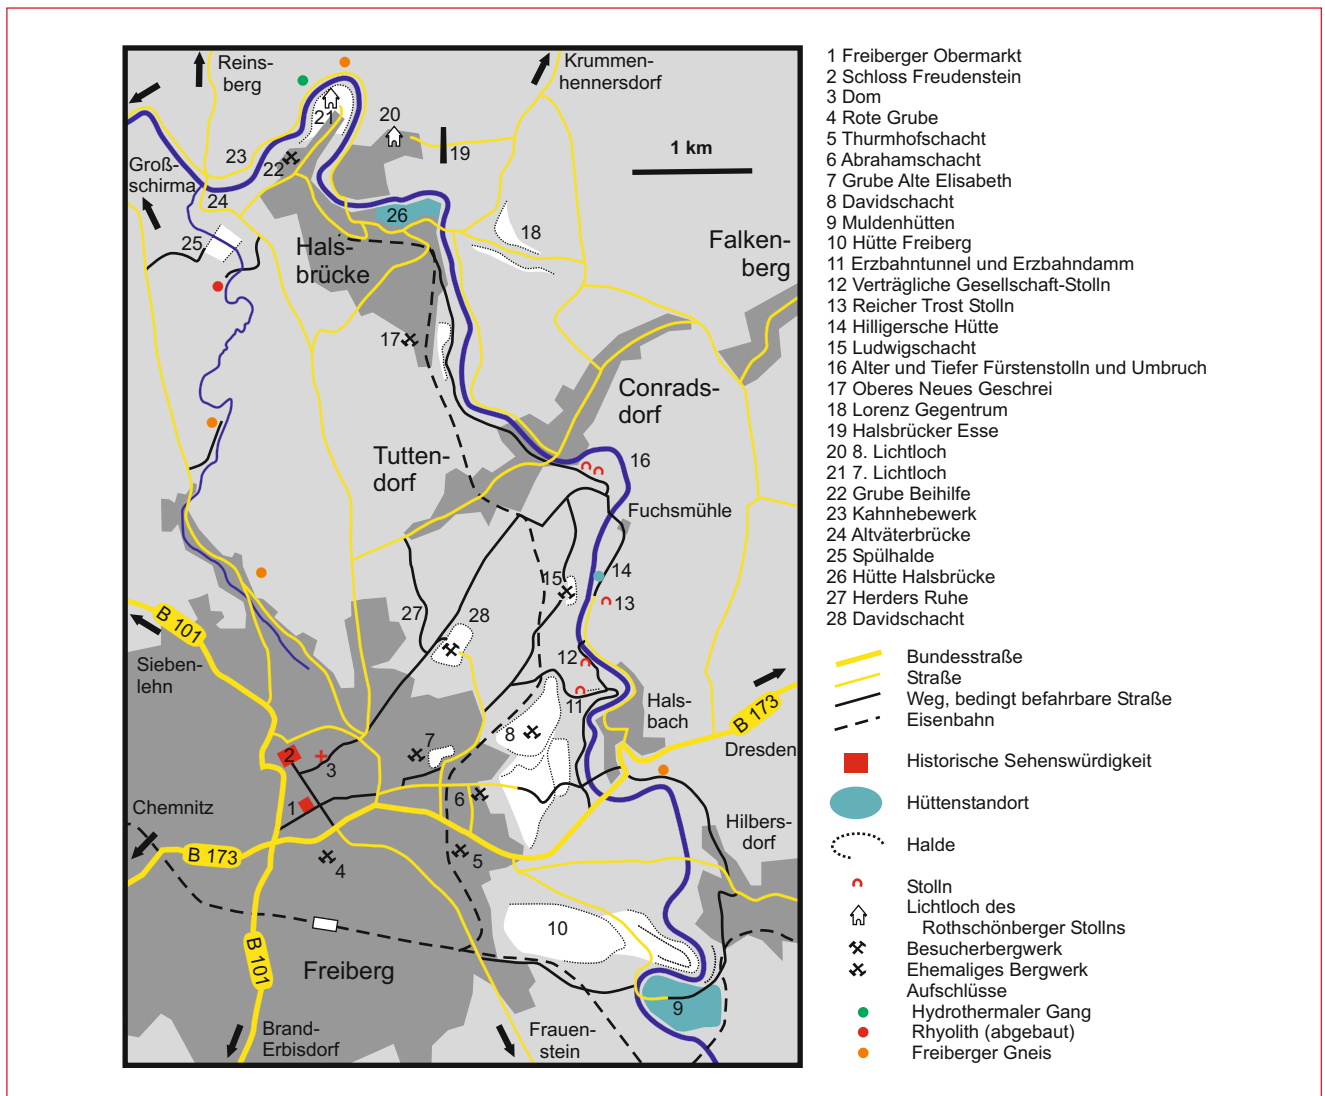 Reins-
berg
Krummen-
hennersdorf
21
20
19
1 km
23
22
Groß-
schirma
24
25
26
18
Hals-
brücke
Falken-
berg
17
Conrads-
dorf
Tutten-
dorf
16
Fuchsmühle
15
14
13
27
28
B 101
12
Sieben-
lehn
11
Hals-
bach
B 173
Dresden
8
7
2
3
6
1
Chemnitz
Hilbers-
dorf
B 173
4
5
10
B 101
Freiberg
9
Brand-
Erbisdorf
Frauen-
stein
1 Freiberger Obermarkt
2 Schloss Freudenstein
3 Dom
4 Rote Grube
5 Thurmhofschacht
6 Abrahamschacht
7 Grube Alte Elisabeth
8 Davidschacht
9 Muldenhütten
10 Hütte Freiberg
11 Erzbahntunnel und Erzbahndamm
12 Verträgliche Gesellschaft-Stolln
13 Reicher Trost Stolln
14 Hilligersche Hütte
15 Ludwigschacht
16 Alter und Tiefer Fürstenstolln und Umbruch
17 Oberes Neues Geschrei
18 Lorenz Gegentrum
19 Halsbrücker Esse
20 8. Lichtloch
21 7. Lichtloch
22 Grube Beihilfe
23 Kahnhebewerk
24 Altväterbrücke
25 Spülhalde
26 Hütte Halsbrücke
27 Herders Ruhe
28 Davidschacht
Bundesstraße
Straße
Weg, bedingt befahrbare Straße
Eisenbahn
Historische Sehenswürdigkeit
Hüttenstandort
Halde
Stolln
Lichtloch des
Rothschönberger Stollns
Besucherbergwerk
Ehemaliges Bergwerk
Aufschlüsse
Hydrothermaler Gang
Rhyolith (abgebaut)
Freiberger Gneis